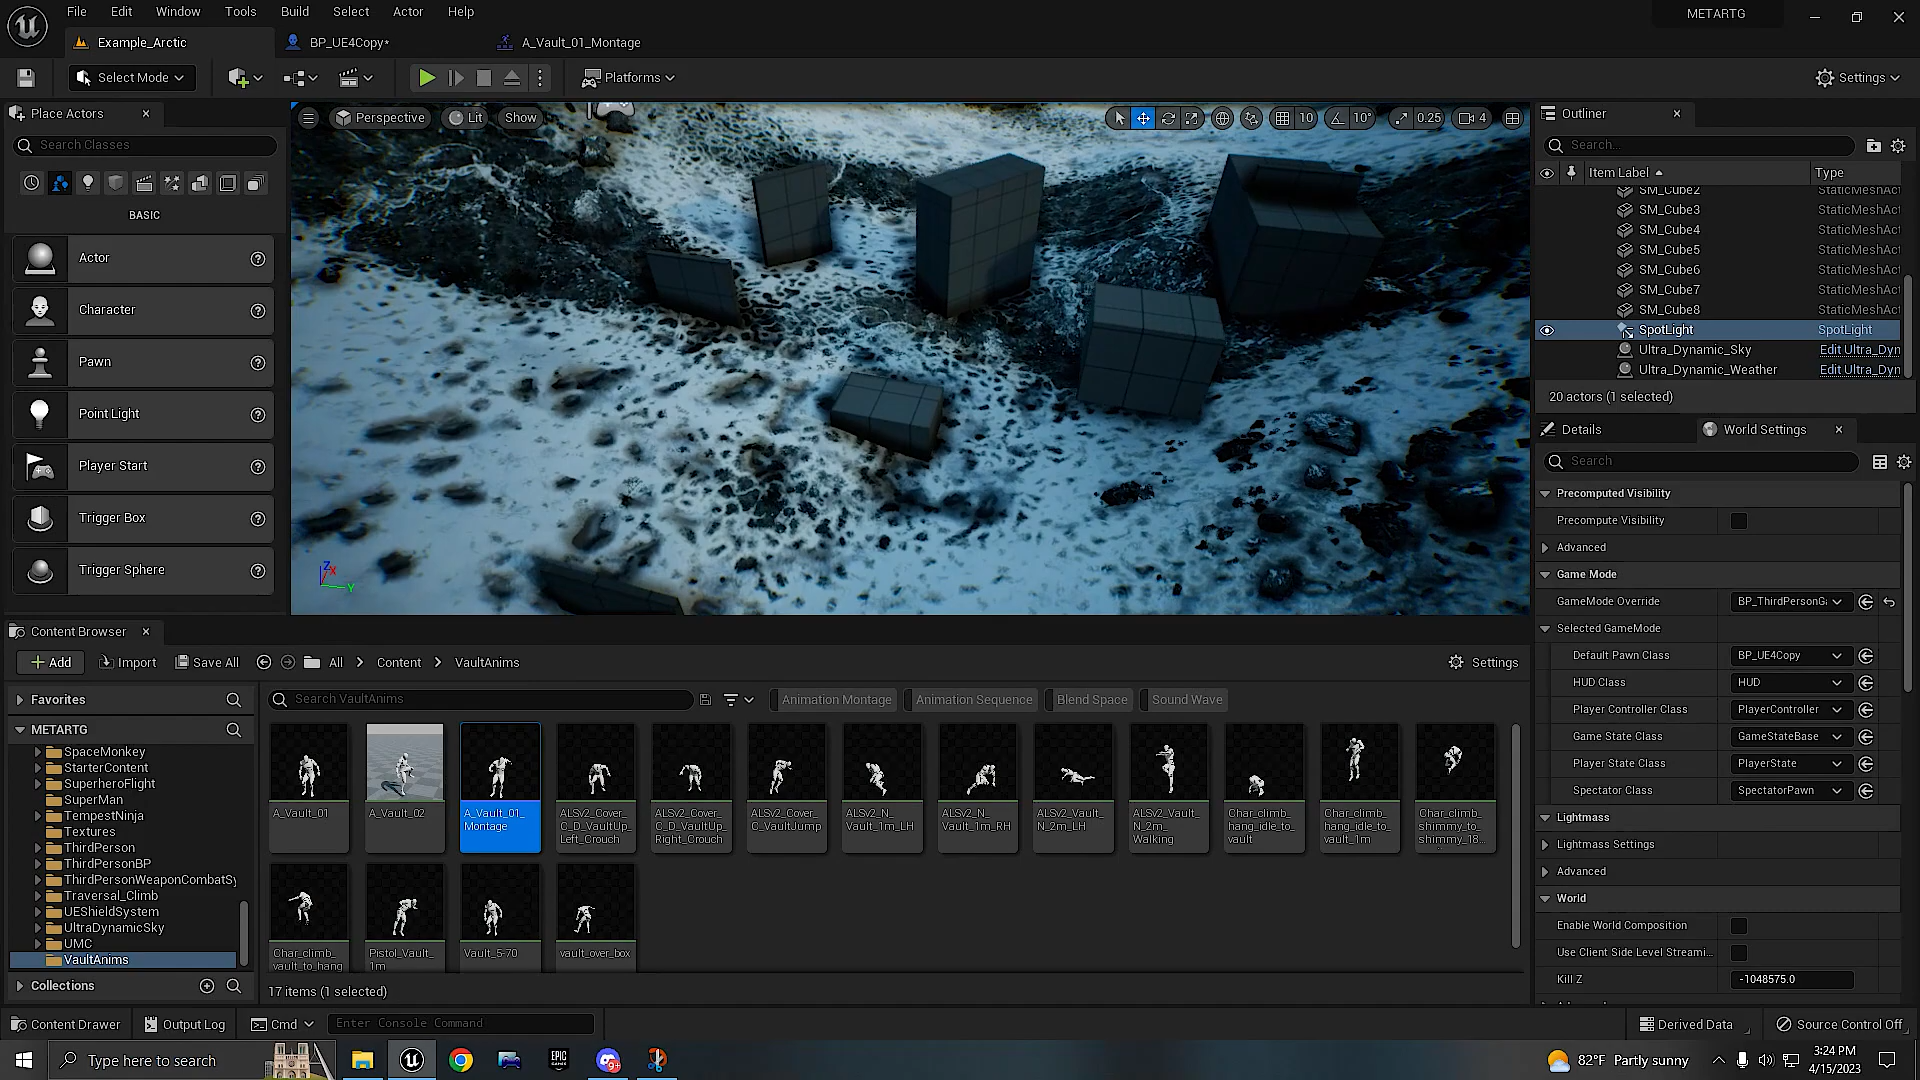 File Edit Window Tools Build Select Actor Help
METARTG
Example_Arctic
BP_UE4Copy*
A_Vault_01_Montage
Select Mode
Platforms
Settings
Place Actors
Search Classes
BASIC
Actor
Character
Pawn
Point Light
Player Start
Trigger Box
Trigger Sphere
Perspective
Lit
Show
10
10°
0.25
4
Z
X
Y
Outliner
Search...
Item Label
Type
SM_Cube2
StaticMeshAct
SM_Cube3
StaticMeshAct
SM_Cube4
StaticMeshAct
SM_Cube5
StaticMeshAct
SM_Cube6
StaticMeshAct
SM_Cube7
StaticMeshAct
SM_Cube8
StaticMeshAct
SpotLight
SpotLight
Ultra_Dynamic_Sky
Edit Ultra_Dyn
Ultra_Dynamic_Weather
Edit Ultra_Dyn
20 actors (1 selected)
Details
World Settings
Search
Precomputed Visibility
Precompute Visibility
Advanced
Game Mode
GameMode Override
BP_ThirdPersonGa
Selected GameMode
Default Pawn Class
BP_UE4Copy
HUD Class
HUD
Player Controller Class
PlayerController
Game State Class
GameStateBase
Player State Class
PlayerState
Spectator Class
SpectatorPawn
Lightmass
Lightmass Settings
Advanced
World
Enable World Composition
Use Client Side Level Streami...
Kill Z
-1048575.0
Content Browser
Add
Import
Save All
All
Content
VaultAnims
Settings
Favorites
METARTG
SpaceMonkey
StarterContent
SuperheroFlight
SuperMan
TempestNinja
Textures
ThirdPerson
ThirdPersonBP
ThirdPersonWeaponCombatSy
Traversal_Climb
UEShieldSystem
UltraDynamicSky
UMC
VaultAnims
Collections
Search VaultAnims
Animation Montage
Animation Sequence
Blend Space
Sound Wave
A_Vault_01
A_Vault_02
A_Vault_01_
Montage
ALSv2_Cover_
C_D_VaultUp_
Left_Crouch
ALSv2_Cover_
C_D_VaultUp_
Right_Crouch
ALSv2_Cover_
C_VaultJump
ALSv2_N_
Vault_1m_LH
ALSv2_N_
Vault_1m_RH
ALSv2_Vault_
N_2m_LH
ALSv2_Vault_
N_2m_
Walking
Char_climb_
hang_idle_to_
vault
Char_climb_
hang_idle_to_
vault_1m
Char_climb_
shimmy_to_
shimmy_18...
Char_climb_
vault_to_hang
Pistol_Vault_
1m
Vault_5-70
vault_over_box
17 items (1 selected)
Content Drawer
Output Log
Cmd
Enter Console Command
Derived Data
Source Control Off
Type here to search
EPIC
GAMES
82°F Partly sunny
3:24 PM
4/15/2023